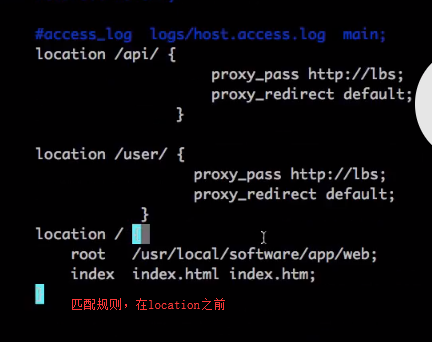 #access_log logs/host.access.log main;
location /api/ {
proxy_pass http://lbs;
proxy_redirect default;
}
location /user/ {
proxy_pass http://lbs;
proxy_redirect default;
}
location / {
root /usr/local/software/app/web;
index index.html index.htm;
}
匹配规则，在location之前